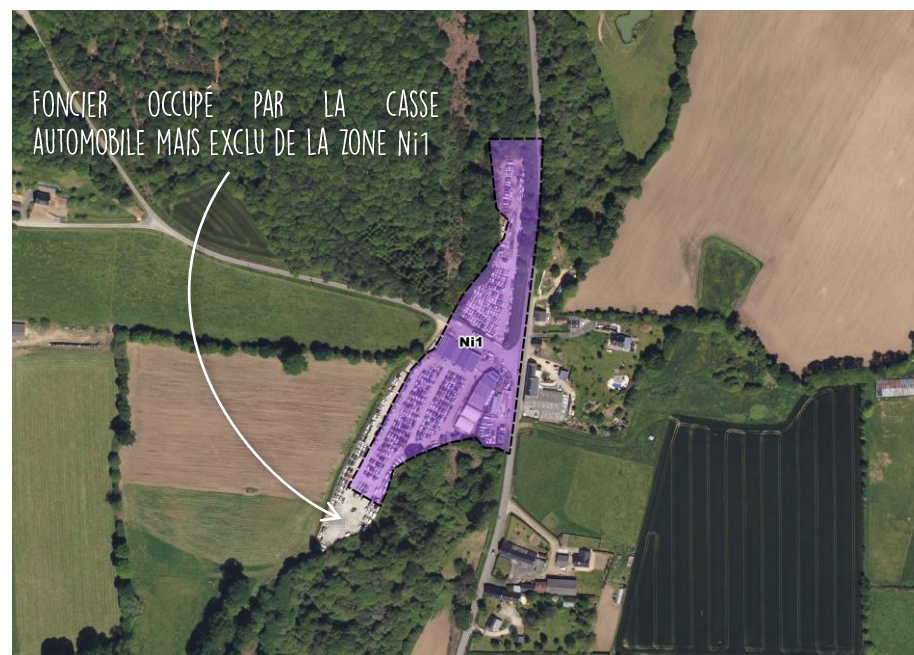 FONCIER OCCUPÉ PAR LA CASSE
AUTOMOBILE MAIS EXCLU DE LA ZONE Ni1
Ni1